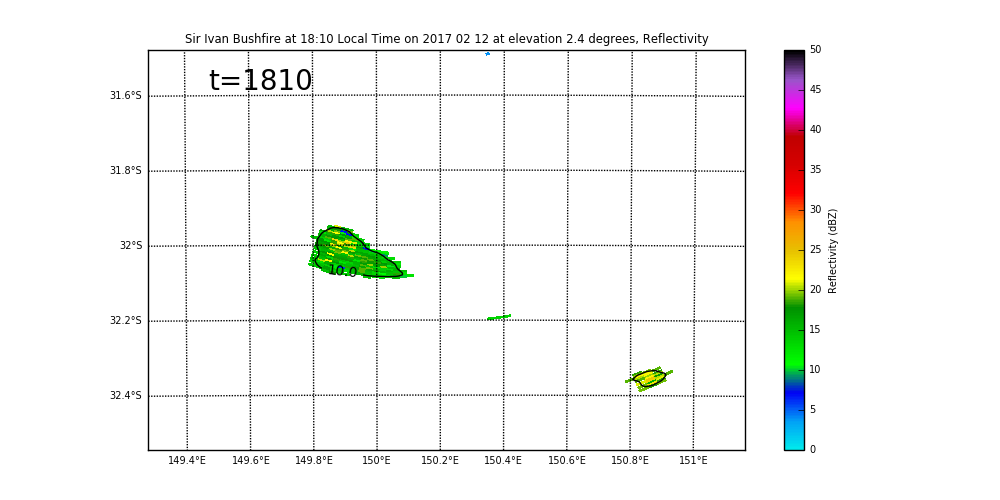 Sir Ivan Bushfire at 18:10 Local Time on 2017 02 12 at elevation 2.4 degrees, Reflectivity
t=1810
31.6°S
31.8°S
32°S
32.2°S
32.4°S
10.0
149.4°E 149.6°E 149.8°E 150°E 150.2°E 150.4°E 150.6°E 150.8°E 151°E
50
45
40
35
30
25
20
15
10
5
0
Reflectivity (dBZ)